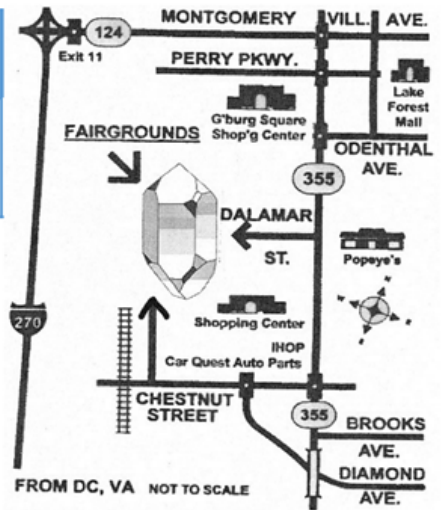 MONTGOMERY VILL. AVE.
124
Exit 11
PERRY PKWY.
Lake
Forest
Mall
G'burg Square
Shop'g Center
FAIRGROUNDS
ODENTHAL
AVE.
355
DALAMAR
ST.
Popeye's
270
Shopping Center
IHOP
Car Quest Auto Parts
CHESTNUT
STREET
355
BROOKS
AVE.
DIAMOND
AVE.
FROM DC, VA NOT TO SCALE